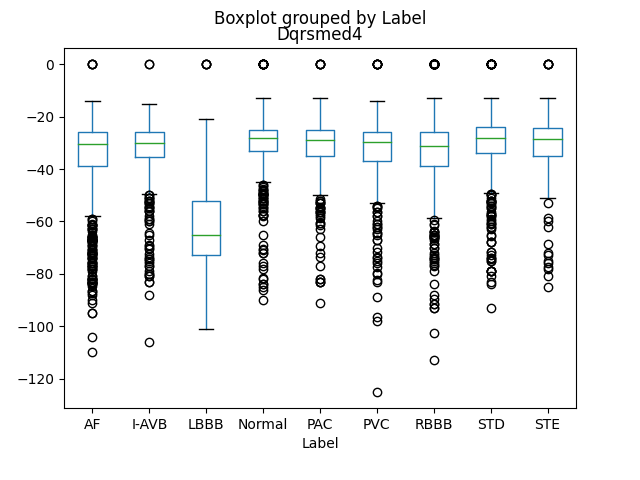 Boxplot grouped by Label
Dqrsmed4
0
−20
−40
−60
−80
−100
−120
AF I-AVB LBBB Normal PAC PVC RBBB STD STE
Label